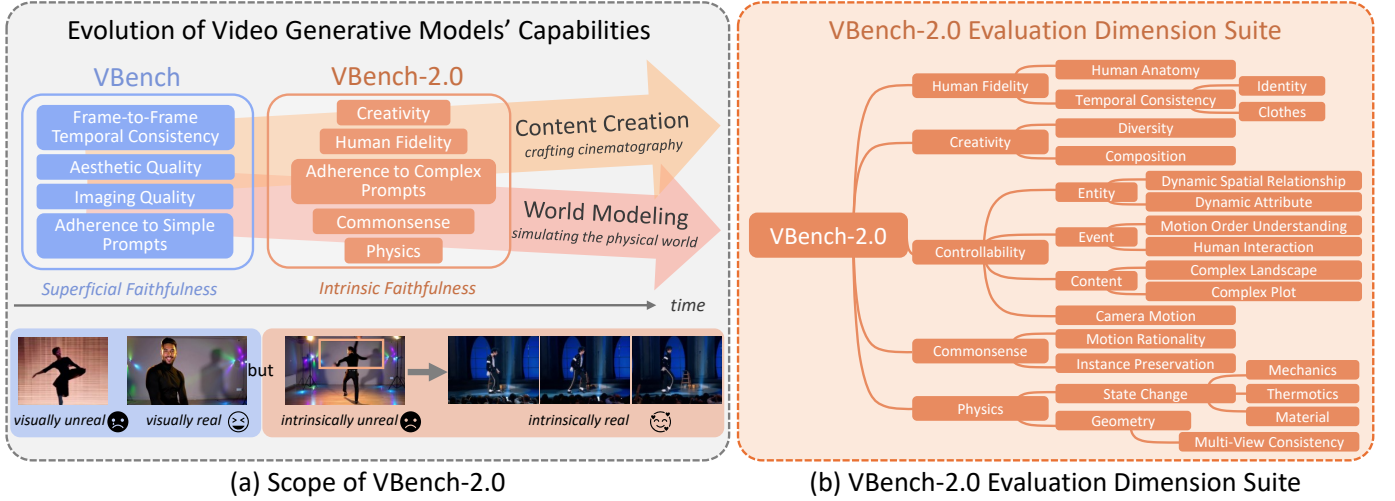 Evolution of Video Generative Models' Capabilities
VBench
VBench-2.0
Frame-to-Frame
Temporal Consistency
Aesthetic Quality
Imaging Quality
Adherence to Simple
Prompts
Creativity
Human Fidelity
Adherence to Complex
Prompts
Commonsense
Physics
Content Creation
crafting cinematography
World Modeling
simulating the physical world
Superficial Faithfulness
Intrinsic Faithfulness
time
but
visually unreal
visually real
intrinsically unreal
intrinsically real
(a) Scope of VBench-2.0
VBench-2.0 Evaluation Dimension Suite
VBench-2.0
Human Fidelity
Human Anatomy
Temporal Consistency
Identity
Clothes
Creativity
Diversity
Composition
Controllability
Entity
Dynamic Spatial Relationship
Dynamic Attribute
Event
Motion Order Understanding
Human Interaction
Content
Complex Landscape
Complex Plot
Camera Motion
Commonsense
Motion Rationality
Instance Preservation
Physics
State Change
Mechanics
Thermotics
Material
Geometry
Multi-View Consistency
(b) VBench-2.0 Evaluation Dimension Suite